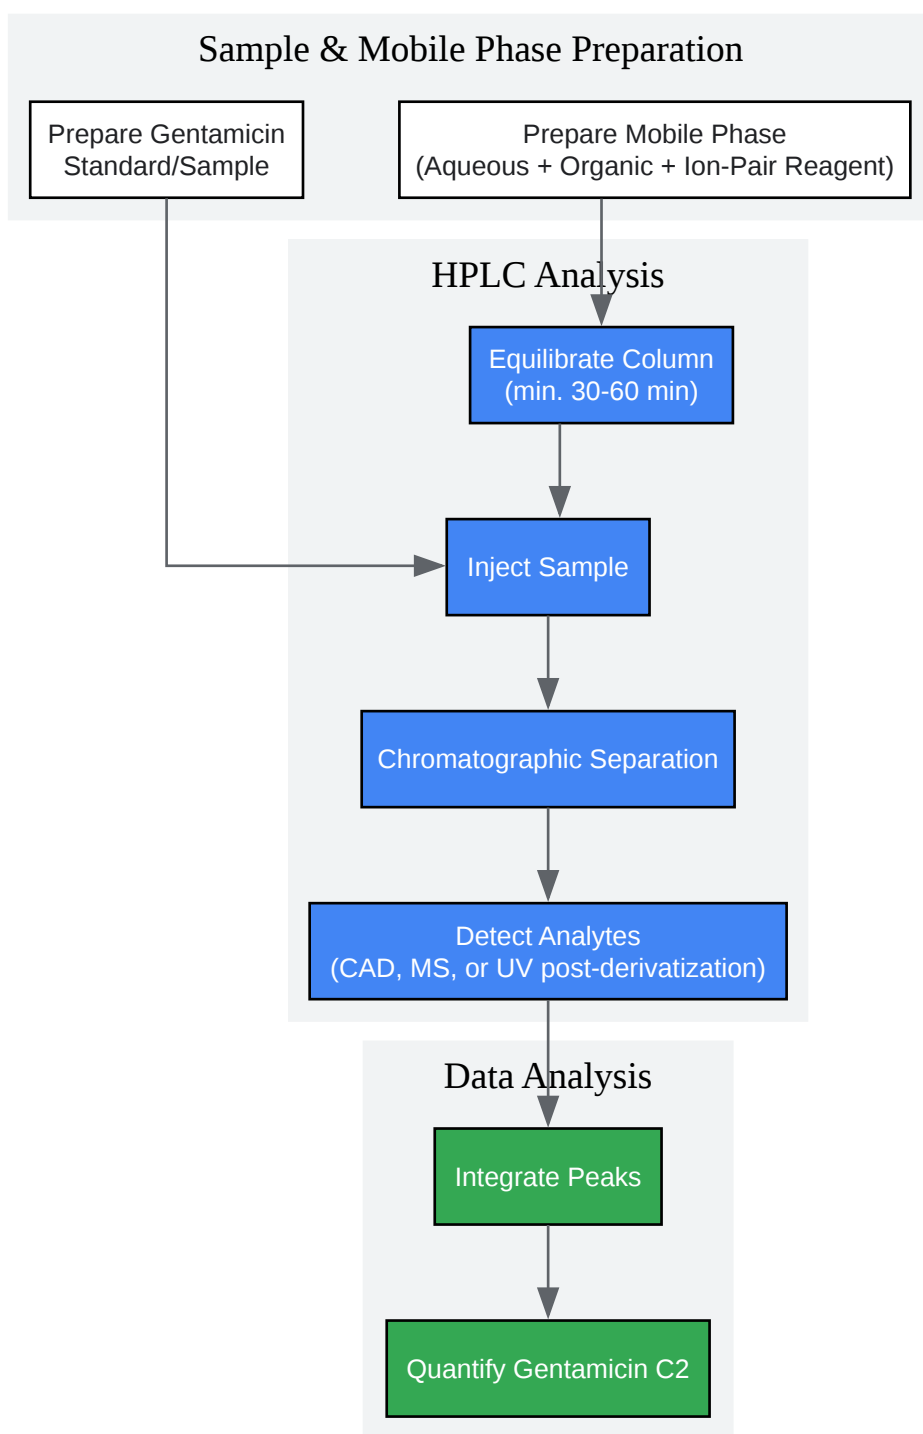 Sample & Mobile Phase Preparation
Prepare Gentamicin
Standard/Sample
Prepare Mobile Phase
(Aqueous + Organic + Ion-Pair Reagent)
HPLC Analysis
Equilibrate Column
(min. 30-60 min)
Inject Sample
Chromatographic Separation
Detect Analytes
(CAD, MS, or UV post-derivatization)
Data Analysis
Integrate Peaks
Quantify Gentamicin C2